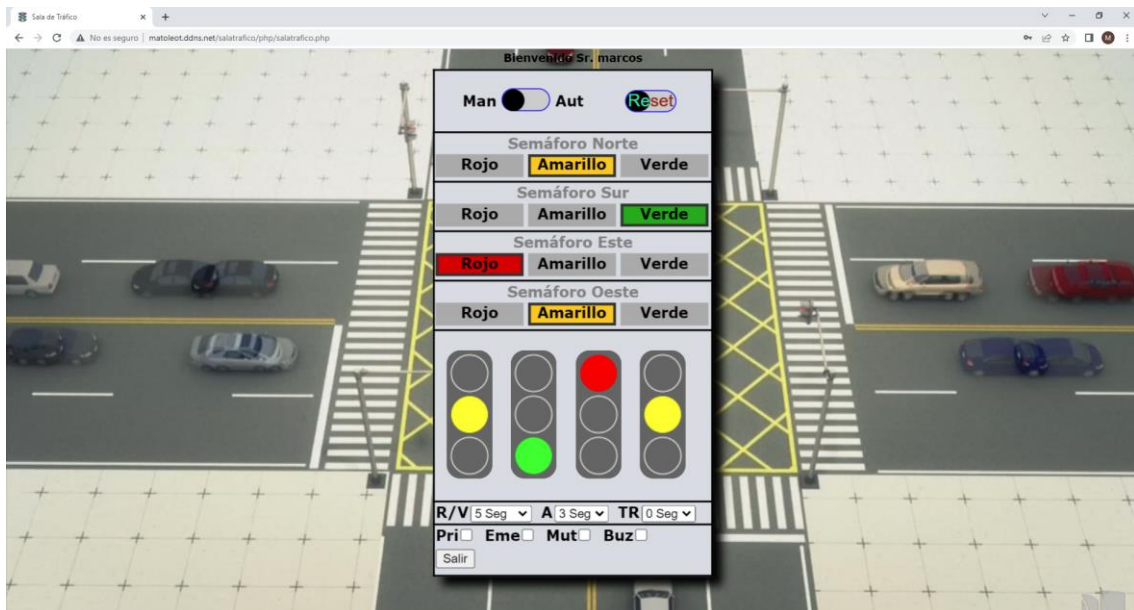 Sala de Tráfico
No es seguro | matoleot.ddns.net/salatrafico/php/salatrafico.php
M
Bienvenido Sr. marcos
Man Aut Reset
Semáforo Norte
Rojo Amarillo Verde
Semáforo Sur
Rojo Amarillo Verde
Semáforo Este
Rojo Amarillo Verde
Semáforo Oeste
Rojo Amarillo Verde
R/V 5 Seg A 3 Seg TR 0 Seg
Pri Eme Mut Buz
Salir